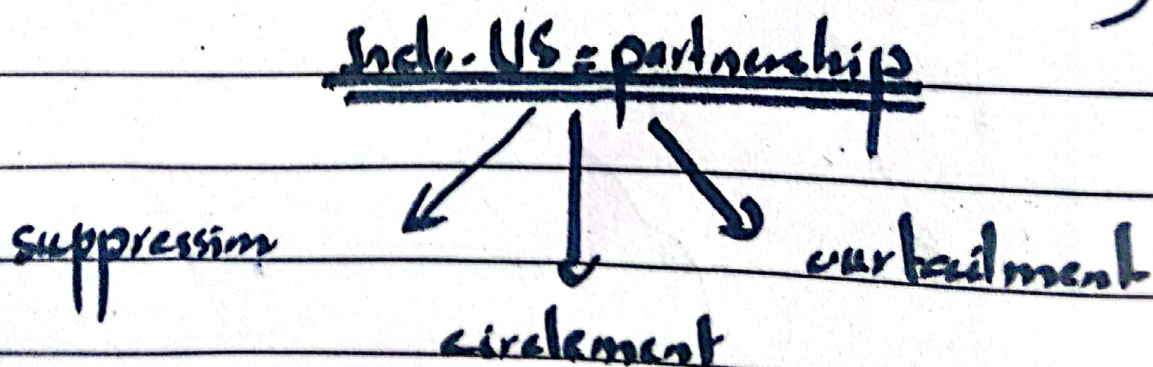 Indo-US = partnership
suppression
curtailment
circlement